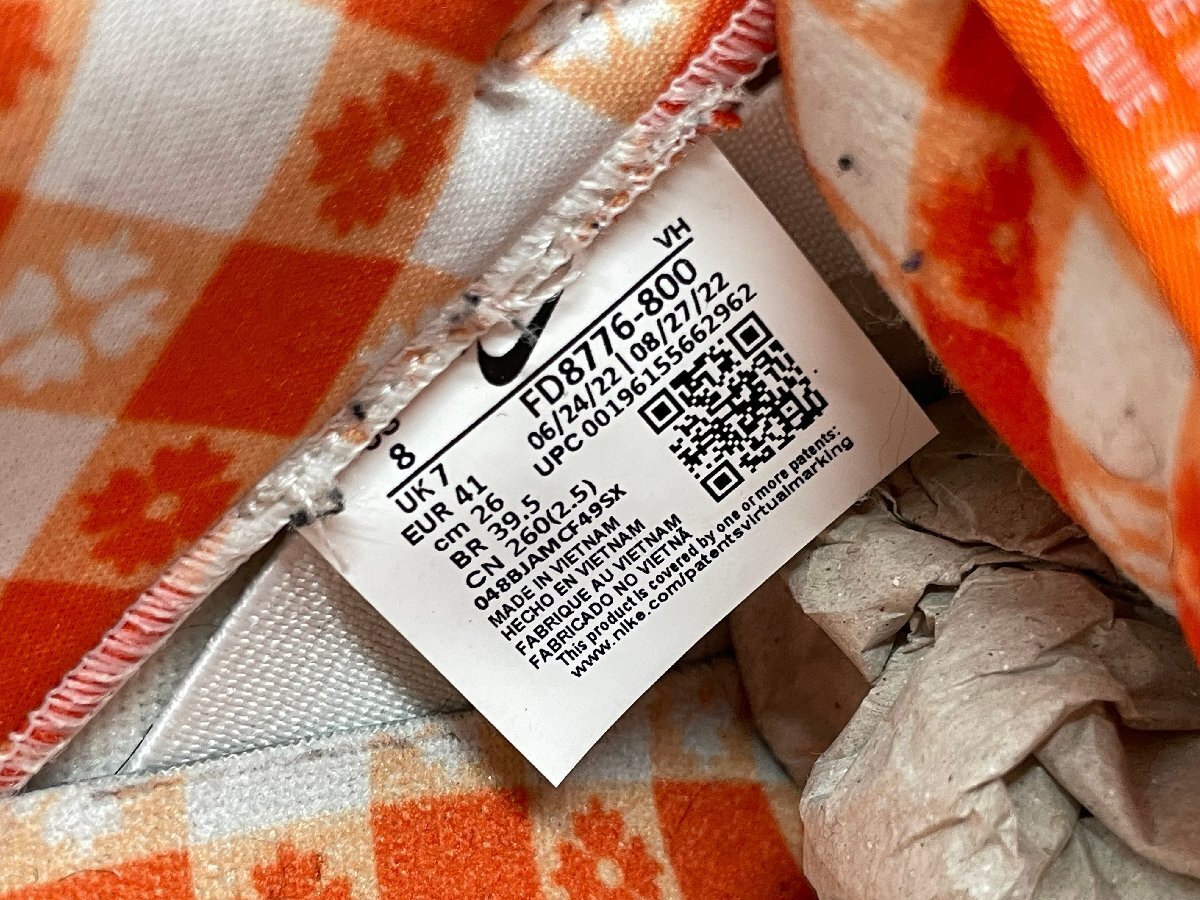 VH
FD8776-800
06/24/22 | 08/27/22
UPC 00196155662962
8
UK 7
EUR 41
cm 26
BR 39.5
CN 260(2.5)
048BJAMCF49SX
MADE IN VIETNAM
HECHO EN VIETNAM
FABRIQUE AU VIETNAM
FABRICADO NO VIETNÃ
This product is covered by one or more patents:
www.nike.com/patentsvirtualmarking